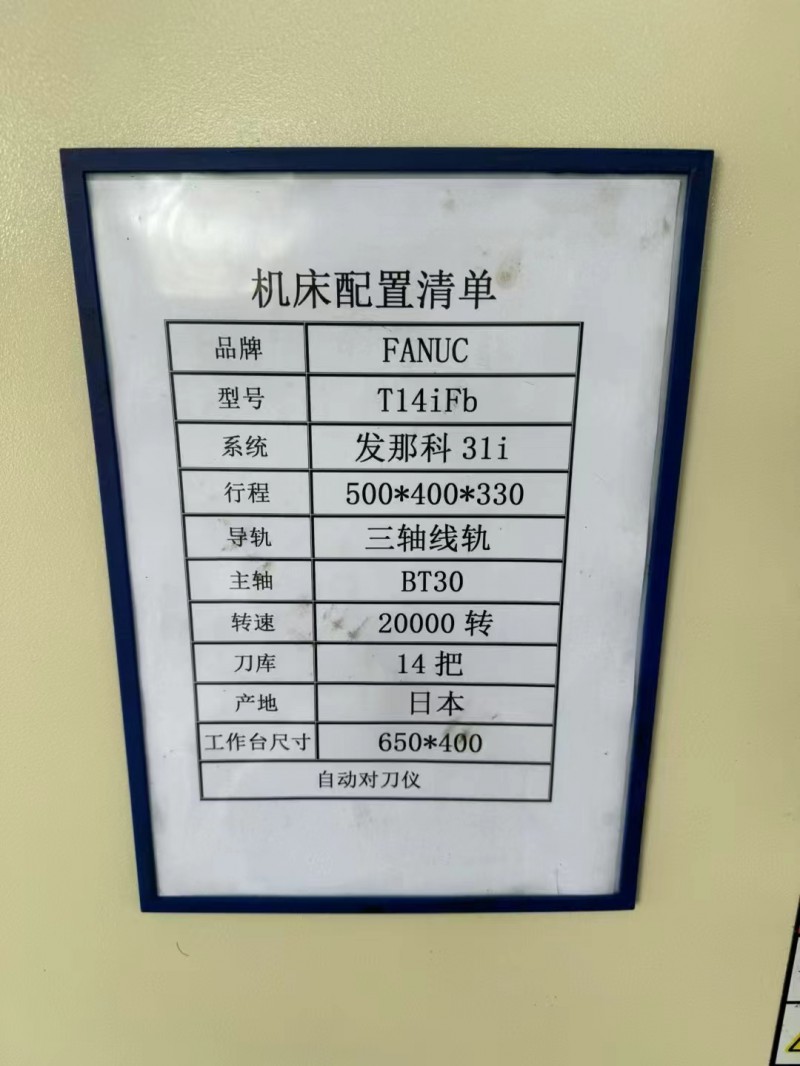 机床配置清单
品牌 FANUC
型号 T14iFb
系统 发那科 31i
行程 500*400*330
导轨 三轴线轨
主轴 BT30
转速 20000 转
刀库 14 把
产地 日本
工作台尺寸 650*400
自动对刀仪